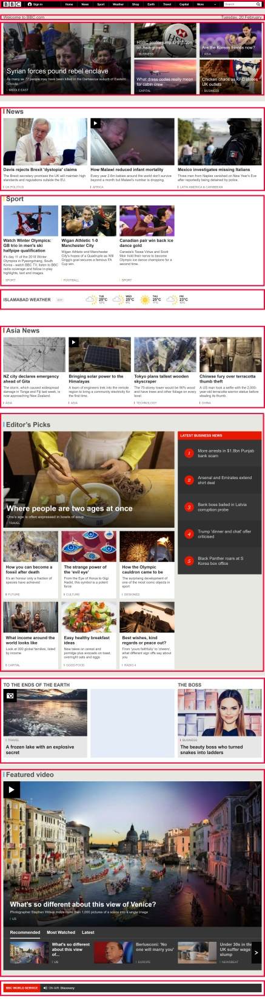 BBC Sign in Home News Sport Weather Shop Earth Travel Capital More Search
Welcome to BBC.com Tuesday, 20 February
Syrian forces pound rebel enclave
As many as 77 people may have been killed in the Damascus suburb of Eastern
Ghouta
MIDDLE EAST
HSBC profits jump to $17.2bn
on Asia growth
BUSINESS
Are the Koreas friends now?
ASIA
What dress codes really mean
for cabin crew
CAPITAL
Chicken chaos as KFC closes
UK outlets
BUSINESS
News
Davis rejects Brexit 'dystopia' claims
The Brexit secretary promises the UK will maintain high
standards and regulations outside the EU.
UK POLITICS
How Malawi reduced infant mortality
Every year 2.6m babies around the world don't survive
beyond a month but Malawi's number is dropping.
AFRICA
Mexico investigates missing Italians
Three men from Naples vanished on New Year's Eve
after reportedly being detained by police.
LATIN AMERICA & CARIBBEAN
Sport
Watch Winter Olympics:
GB trio in men's ski
halfpipe qualification
It's day 11 of the 2018 Winter
Olympics in Pyeongchang, South
Korea - watch BBC TV, listen to BBC
radio coverage and follow in-play
highlights, text and images.
SPORT
Wigan Athletic 1-0
Manchester City
Wigan Athletic end Manchester
City's hopes of a Quadruple as Will
Grigg's goal secures a famous FA
Cup win.
FOOTBALL
Canadian pair win back ice
dance gold
Canada's Tessa Virtue and Scott
Moir hold their nerve to become
Olympic ice dance champions for a
second time.
SPORT
ISLAMABAD WEATHER
TUE
25°C
WED
25°C
THU
25°C
FRI
23°C
Asia News
NZ city declares emergency
ahead of Gita
The storm, which caused widespread
damage in Tonga and Fiji last week, is
now approaching New Zealand.
ASIA
Bringing solar power to the
Himalayas
A team of engineers trek into the remote
region to bring a community electricity for
the first time.
ASIA
Tokyo plans tallest wooden
skyscraper
The 70-storey tower would be 90% wood
and have trees and other foliage on every
level.
TECHNOLOGY
Chinese fury over terracotta
thumb theft
A US man took a selfie with the 2,000-
year-old terracotta warrior statue before
stealing its thumb.
CHINA
Editor's Picks
Where people are two ages at once
One's age is often expressed in bowls of soup
TRAVEL
LATEST BUSINESS NEWS
1 More arrests in $1.8bn Punjab
bank scam
2 Arsenal and Emirates extend
shirt deal
3 Bank boss bailed in Latvia
corruption probe
4 Trump 'dinner and chat' offer
criticised
5 Black Panther roars at S
Korea box office
How you can become a
fossil after death
It's an honour only a fraction of
species have achieved
FUTURE
The strange power of
the 'evil eye'
From the Eye of Horus to Gigi
Hadid, this symbol is a potent
force
CULTURE
How the Olympic
cauldron came to be
The surprising development of
one of the most iconic objects in
sport
DESIGNED
What income around the
world looks like
Look at 300 global families, listed
by income
CAPITAL
Easy healthy breakfast
ideas
New takes on cereal and
porridge plus avocado on toast,
overnight oats and eggs
GOOD FOOD
Best wishes, kind
regards or peace out?
From 'yours faithfully' to 'cheers',
what different sign offs say about
you
RADIO 4
TO THE ENDS OF THE EARTH
TRAVEL
A frozen lake with an explosive
secret
THE BOSS
BUSINESS
The beauty boss who turned
snakes into ladders
Featured video
What's so different about this view of Venice?
Photographer Stephen Wilkes melds more than 1,000 pictures of a scene into a single image
US
Recommended Most Watched Latest
What's so different
about this view
of...
US
Berlusconi: 'No
one will marry you'
EUROPE
Under 30s in the
UK suffer wage
slump
NEWSBEAT
BBC WORLD SERVICE ON AIR: Discovery